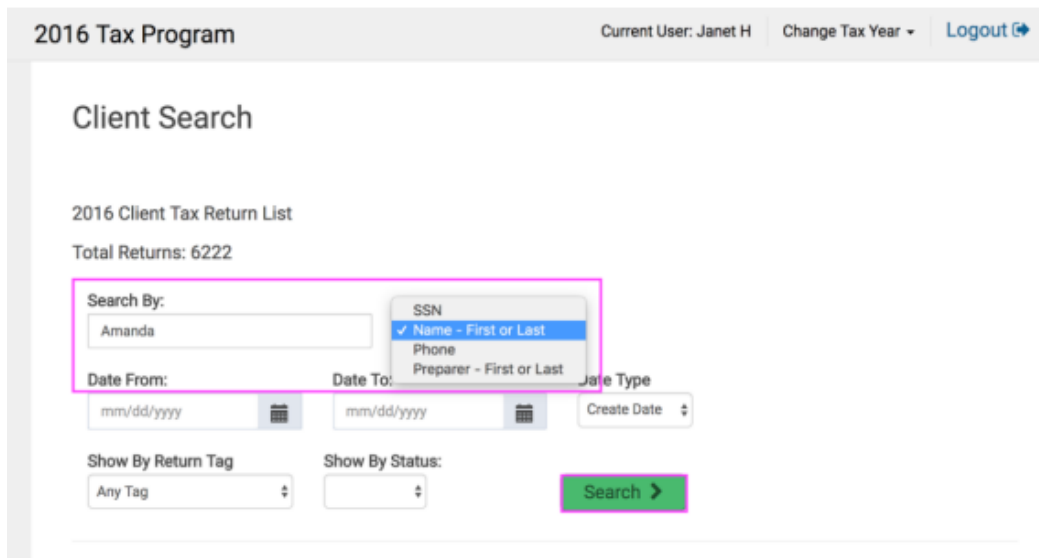 2016 Tax Program
Current User: Janet H
Change Tax Year
Logout
Client Search
2016 Client Tax Return List
Total Returns: 6222
Search By:
Amanda
SSN
✓ Name - First or Last
Phone
Preparer - First or Last
Date From:
Date To:
Date Type
mm/dd/yyyy
mm/dd/yyyy
Create Date
Show By Return Tag
Show By Status:
Any Tag
Search